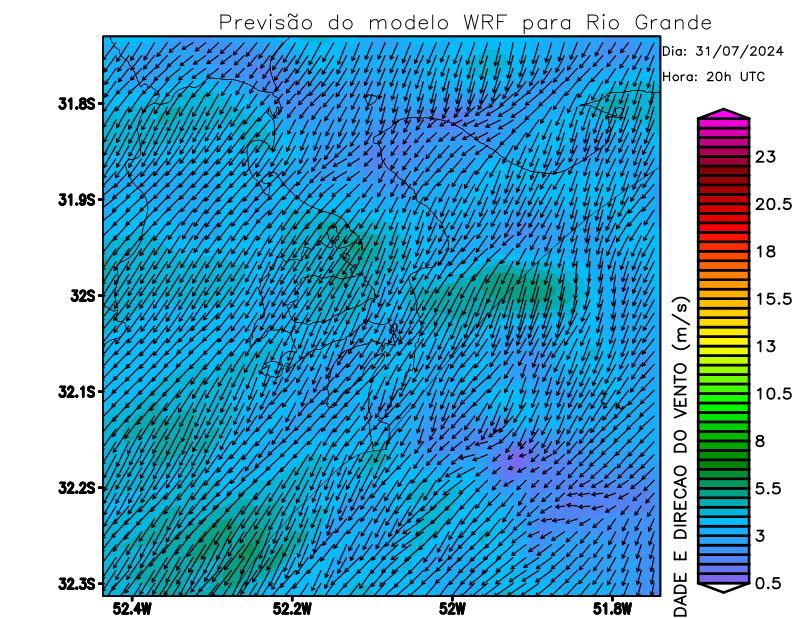 Previsão do modelo WRF para Rio Grande
Dia: 31/07/2024
Hora: 20h UTC
31.8S
31.9S
32S
32.1S
32.2S
32.3S
52.4W
52.2W
52W
51.8W
23
20.5
18
15.5
13
10.5
8
5.5
3
0.5
DADE E DIRECAO DO VENTO (m/s)